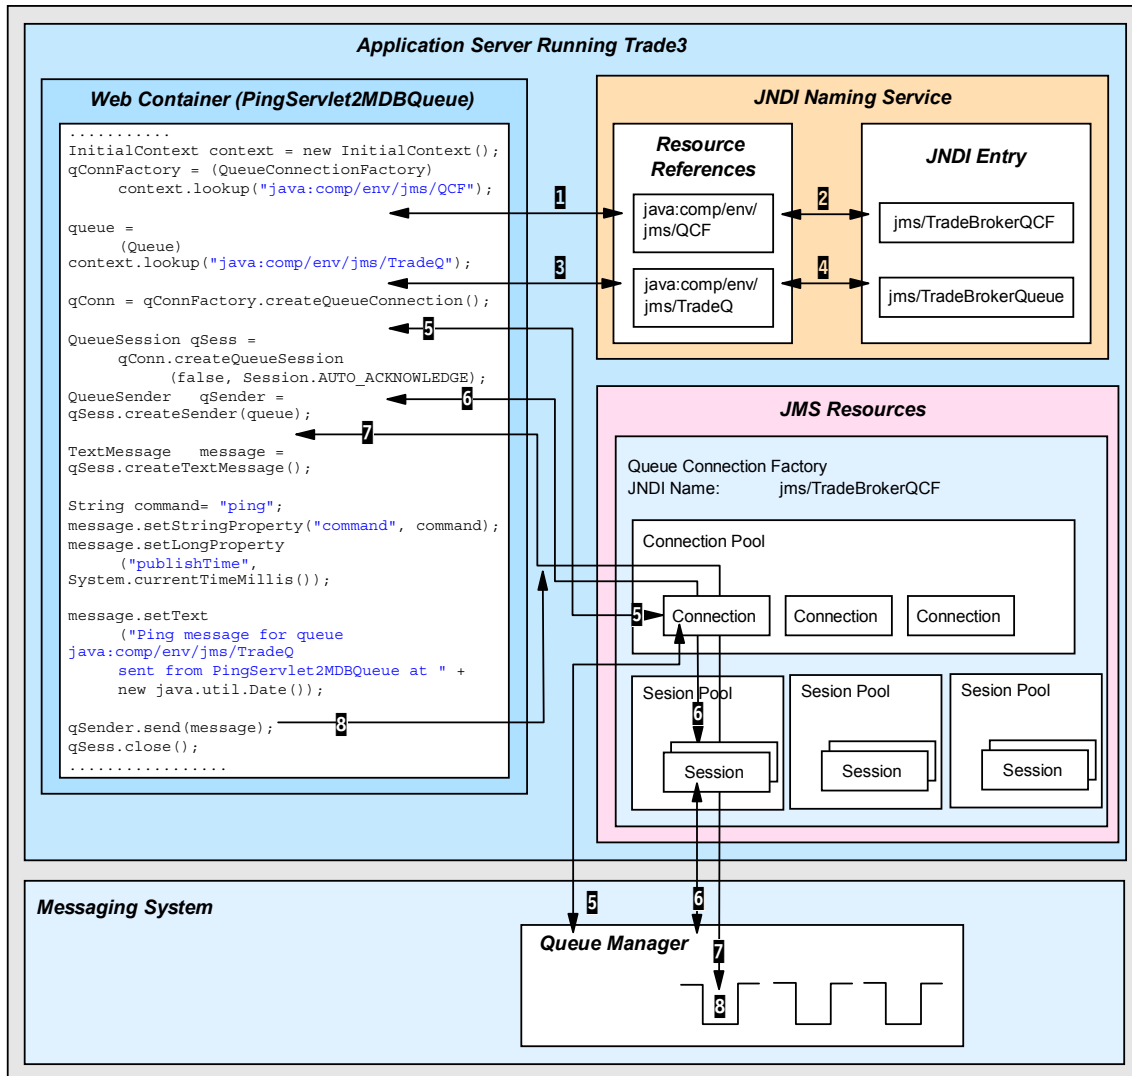 Application Server Running Trade3
Web Container (PingServlet2MDBQueue)
...........
InitialContext context = new InitialContext();
qConnFactory = (QueueConnectionFactory)
context.lookup("java:comp/env/jms/QCF");
queue =
(Queue)
context.lookup("java:comp/env/jms/TradeQ");
qConn = qConnFactory.createQueueConnection();
QueueSession qSess =
qConn.createQueueSession
(false, Session.AUTO_ACKNOWLEDGE);
QueueSender qSender =
qSess.createSender(queue);
TextMessage message =
qSess.createTextMessage();
String command= "ping";
message.setStringProperty("command", command);
message.setLongProperty
("publishTime",
System.currentTimeMillis());
message.setText
("Ping message for queue
java:comp/env/jms/TradeQ
sent from PingServlet2MDBQueue at " +
new java.util.Date());
qSender.send(message);
qSess.close();
.................
1
3
5
6
7
8
JNDI Naming Service
Resource
References
java:comp/env/
jms/QCF
java:comp/env/
jms/TradeQ
2
4
JNDI Entry
jms/TradeBrokerQCF
jms/TradeBrokerQueue
JMS Resources
Queue Connection Factory
JNDI Name: jms/TradeBrokerQCF
Connection Pool
5
Connection
Connection
Connection
Sesion Pool
Sesion Pool
Sesion Pool
6
Session
Session
Session
Messaging System
5
6
Queue Manager
7
8